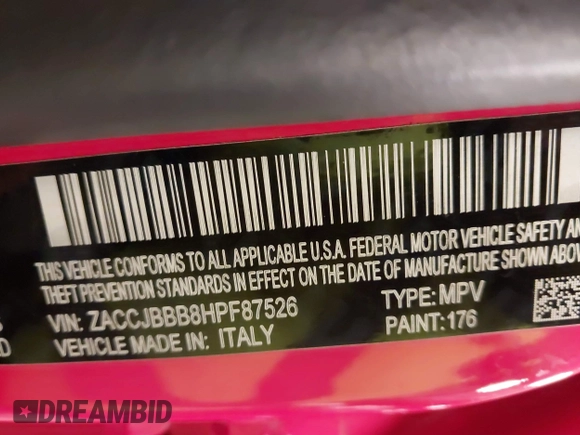 THIS VEHICLE CONFORMS TO ALL APPLICABLE U.S.A. FEDERAL MOTOR VEHICLE SAFETY AN
THEFT PREVENTION STANDARDS IN EFFECT ON THE DATE OF MANUFACTURE SHOWN ABOVE.
VIN: ZACCJBBB8HPF87526 TYPE: MPV
VEHICLE MADE IN: ITALY PAINT: 176
DREAMBID